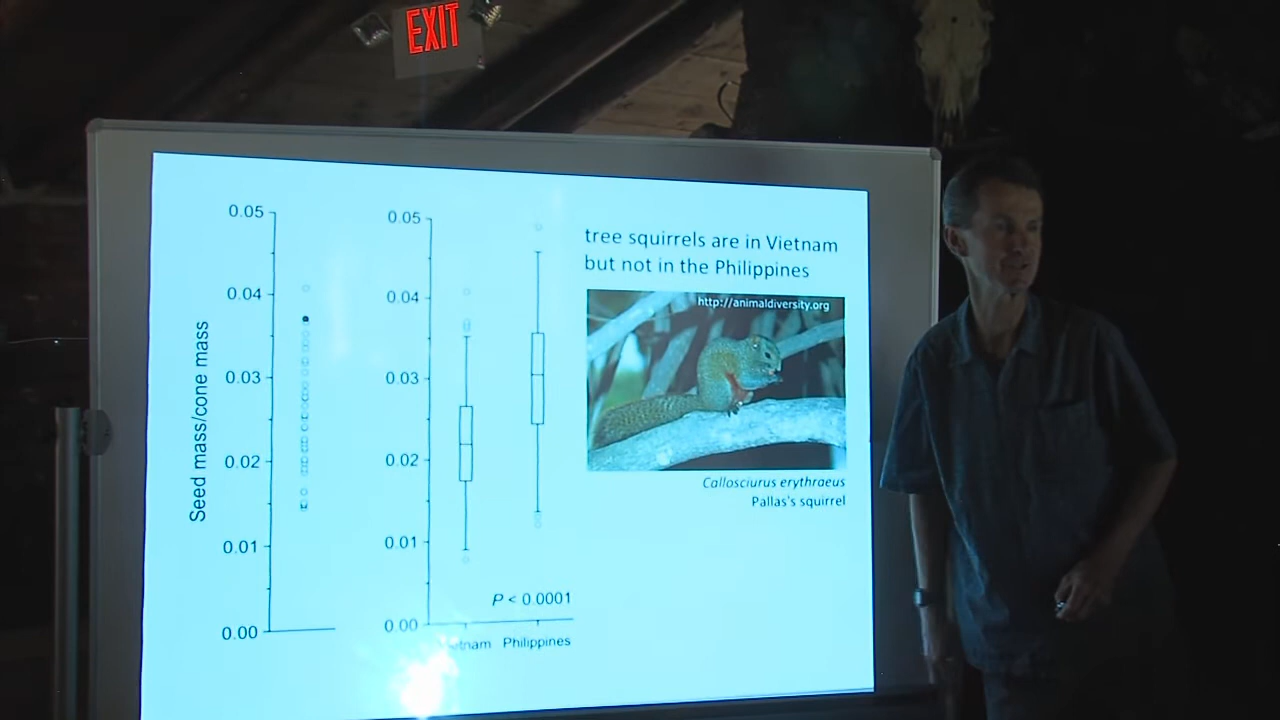 EXIT
0.05
0.04
0.03
0.02
0.01
0.00
Seed mass/cone mass
0.05
0.04
0.03
0.02
0.01
0.00
P < 0.0001
Philippines
tree squirrels are in Vietnam
but not in the Philippines
http://animaldiversity.org
Callosciurus erythraeus
Pallas's squirrel